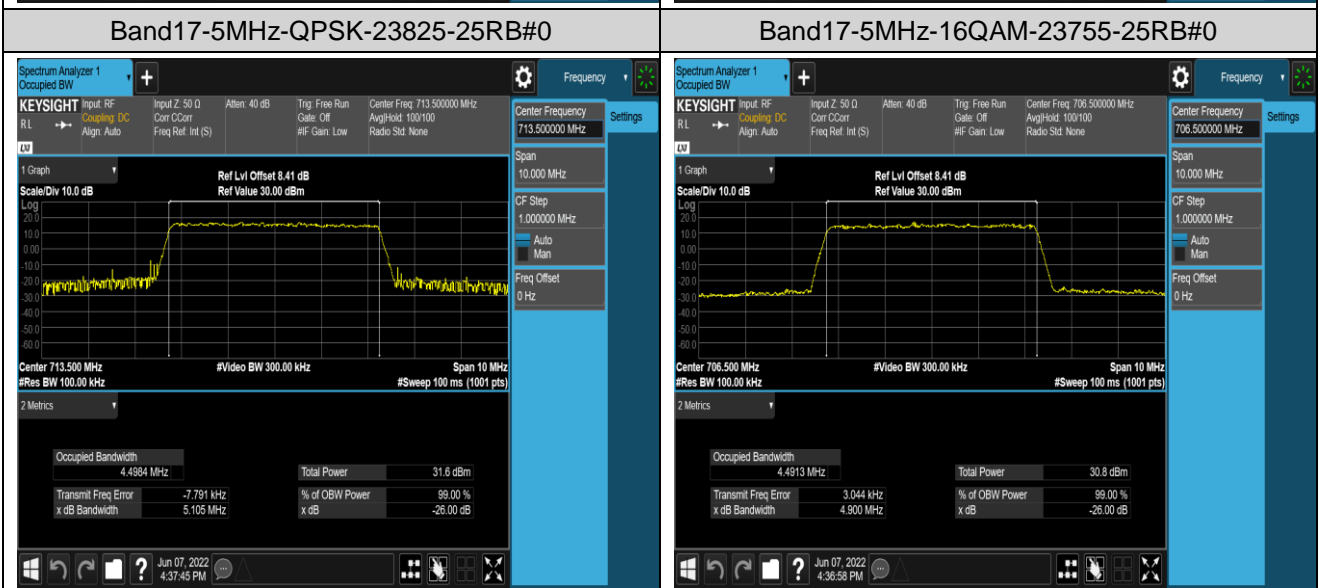 Band17-5MHz-QPSK-23825-25RB#0
Spectrum Analyzer 1
Occupied BW
+
Frequency
KEYSIGHT
Input: RF
Input Z: 50 Ω
Atten: 40 dB
Trig: Free Run
Center Freq: 713.500000 MHz
RL
Coupling: DC
Corr CCorr
Gate: Off
Avg|Hold: 100/100
Align: Auto
Freq Ref: Int (S)
#IF Gain: Low
Radio Std: None
LXI
Center Frequency
713.500000 MHz
Settings
Span
10.000 MHz
CF Step
1.000000 MHz
Auto
Man
Freq Offset
0 Hz
1 Graph
Ref Lvl Offset 8.41 dB
Scale/Div 10.0 dB
Ref Value 30.00 dBm
Log
20.0
10.0
0.00
-10.0
-20.0
-30.0
-40.0
-50.0
-60.0
Center 713.500 MHz
#Video BW 300.00 kHz
Span 10 MHz
#Res BW 100.00 kHz
#Sweep 100 ms (1001 pts)
2 Metrics
Occupied Bandwidth
4.4984 MHz
Total Power
31.6 dBm
Transmit Freq Error
-7.791 kHz
% of OBW Power
99.00 %
x dB Bandwidth
5.105 MHz
x dB
-26.00 dB
?
Jun 07, 2022
4:37:45 PM
Band17-5MHz-16QAM-23755-25RB#0
Spectrum Analyzer 1
Occupied BW
+
Frequency
KEYSIGHT
Input: RF
Input Z: 50 Ω
Atten: 40 dB
Trig: Free Run
Center Freq: 706.500000 MHz
RL
Coupling: DC
Corr CCorr
Gate: Off
Avg|Hold: 100/100
Align: Auto
Freq Ref: Int (S)
#IF Gain: Low
Radio Std: None
LXI
Center Frequency
706.500000 MHz
Settings
Span
10.000 MHz
CF Step
1.000000 MHz
Auto
Man
Freq Offset
0 Hz
1 Graph
Ref Lvl Offset 8.41 dB
Scale/Div 10.0 dB
Ref Value 30.00 dBm
Log
20.0
10.0
0.00
-10.0
-20.0
-30.0
-40.0
-50.0
-60.0
Center 706.500 MHz
#Video BW 300.00 kHz
Span 10 MHz
#Res BW 100.00 kHz
#Sweep 100 ms (1001 pts)
2 Metrics
Occupied Bandwidth
4.4913 MHz
Total Power
30.8 dBm
Transmit Freq Error
3.044 kHz
% of OBW Power
99.00 %
x dB Bandwidth
4.900 MHz
x dB
-26.00 dB
?
Jun 07, 2022
4:36:58 PM